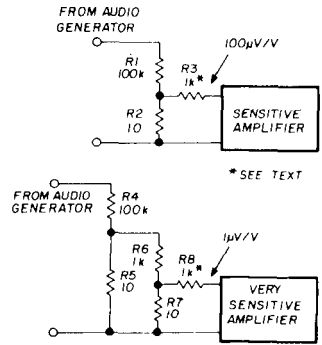 FROM AUDIO
GENERATOR
R1
100k
R3
1k*
100µV/V
R2
10
SENSITIVE
AMPLIFIER
*SEE TEXT
FROM AUDIO
GENERATOR
R4
100k
R6
1k
R8
1k*
1µV/V
R5
10
R7
10
VERY
SENSITIVE
AMPLIFIER